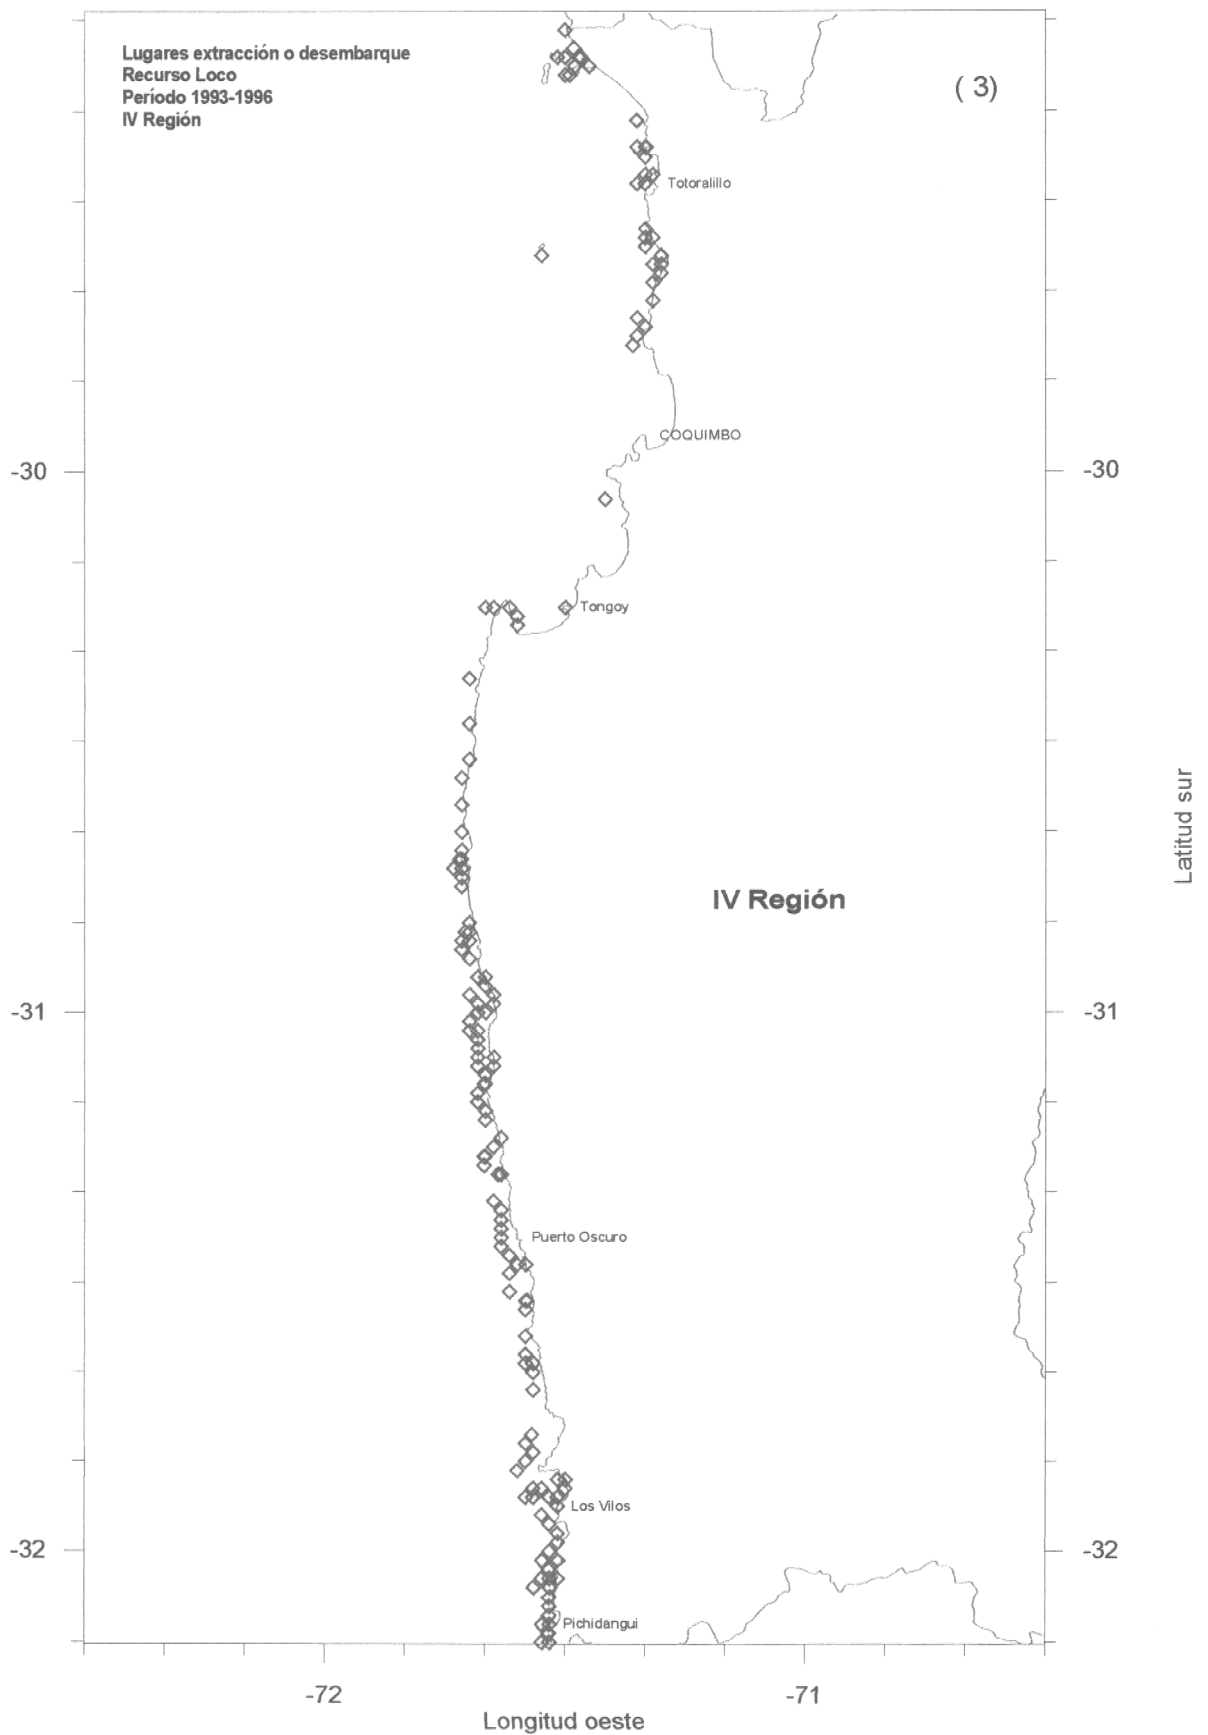 Lugares extracción o desembarque
Recurso Loco
Período 1993-1996
IV Región
( 3)
Totoralillo
COQUIMBO
-30
-30
Tongoy
IV Región
Latitud sur
-31
-31
Puerto Oscuro
Los Vilos
-32
-32
Pichidangui
-72
-71
Longitud oeste